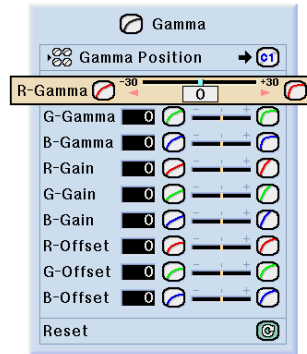 Gamma
Gamma Position C1
R-Gamma -30 0 +30
G-Gamma 0 - +
B-Gamma 0 - +
R-Gain 0 - +
G-Gain 0 - +
B-Gain 0 - +
R-Offset 0 - +
G-Offset 0 - +
B-Offset 0 - +
Reset